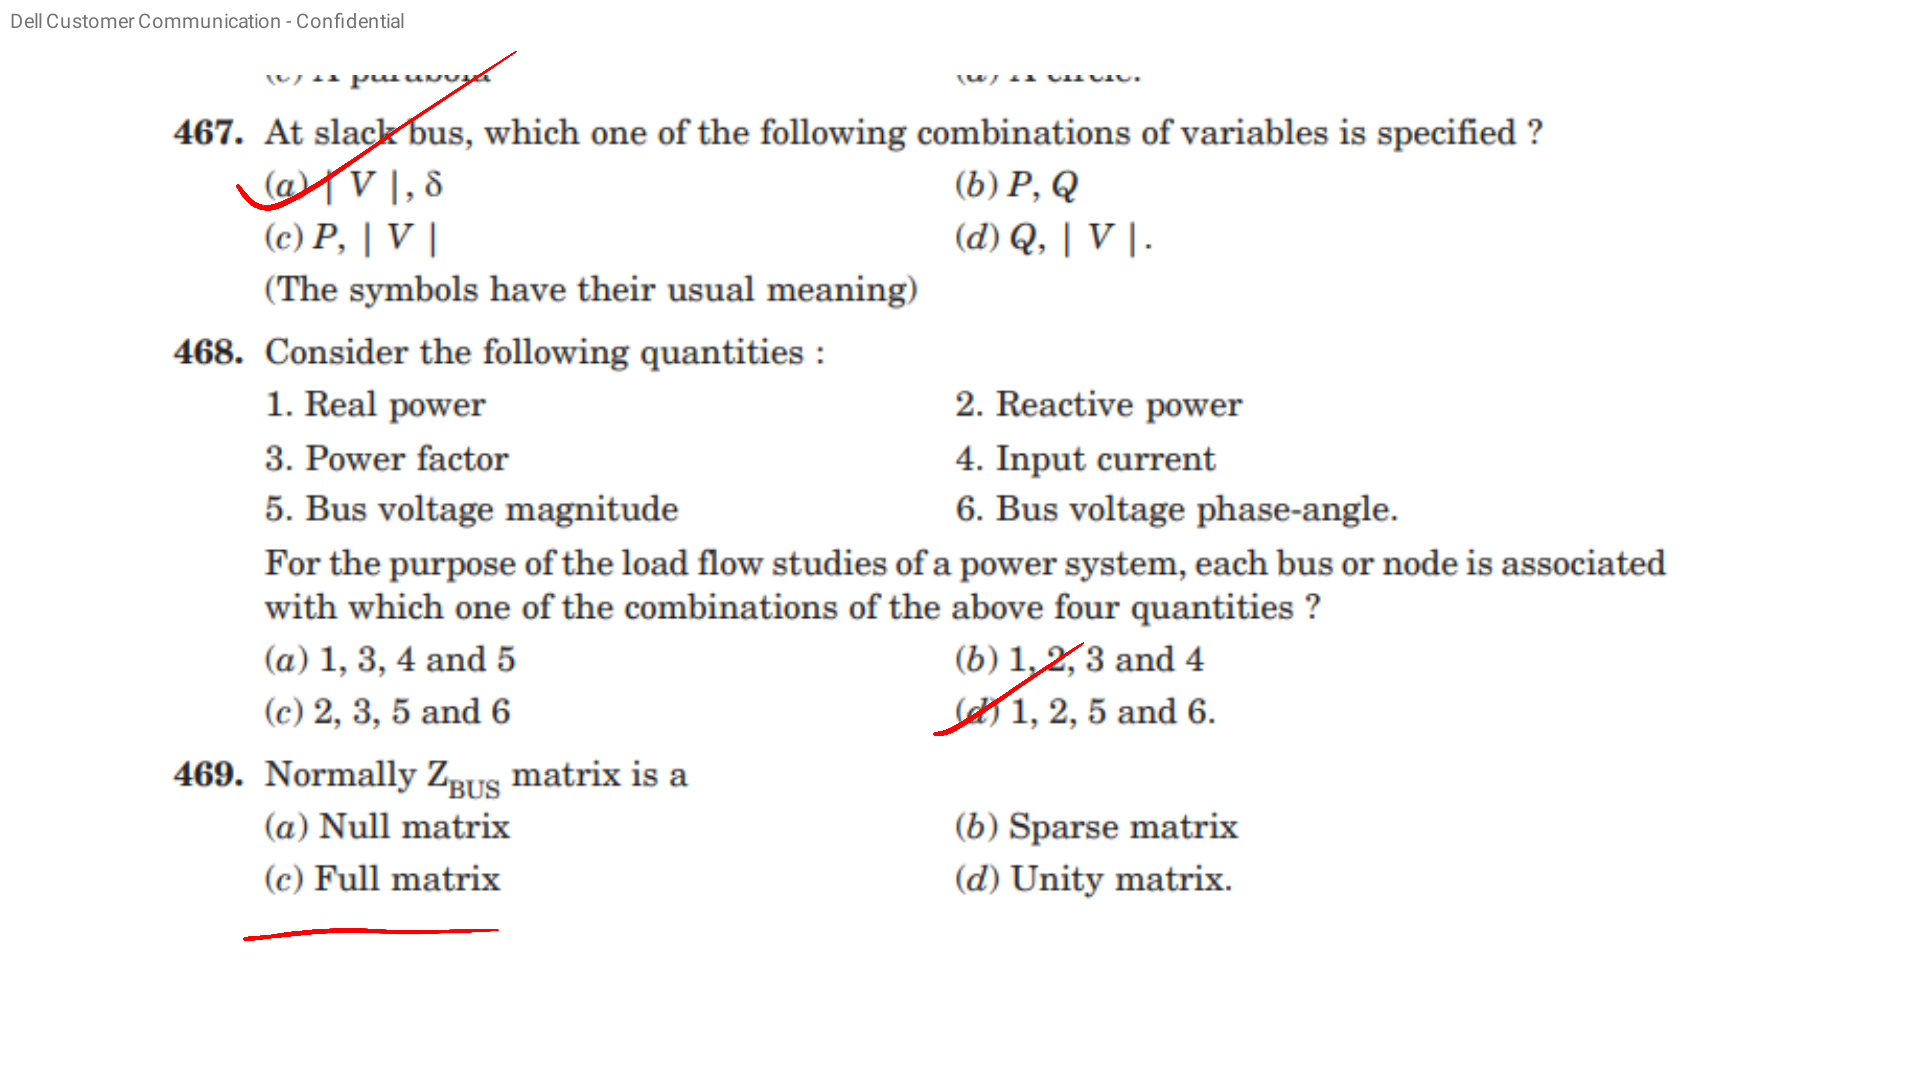 Dell Customer Communication - Confidential
(c) A parabola (d) A circle.
467. At slack bus, which one of the following combinations of variables is specified ?
(a) | V |, δ (b) P, Q
(c) P, | V | (d) Q, | V |.
(The symbols have their usual meaning)
468. Consider the following quantities :
1. Real power 2. Reactive power
3. Power factor 4. Input current
5. Bus voltage magnitude 6. Bus voltage phase-angle.
For the purpose of the load flow studies of a power system, each bus or node is associated
with which one of the combinations of the above four quantities ?
(a) 1, 3, 4 and 5 (b) 1, 2, 3 and 4
(c) 2, 3, 5 and 6 (d) 1, 2, 5 and 6.
469. Normally Z_BUS matrix is a
(a) Null matrix (b) Sparse matrix
(c) Full matrix (d) Unity matrix.